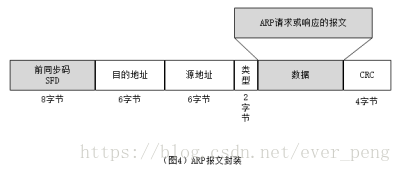 ARP请求或响应的报文
前同步码
SFD
目的地址
源地址
类型
数据
CRC
8字节
6字节
6字节
2字节
4字节
https://blog.csdn.net/ever_peng
(图4)ARP报文封装